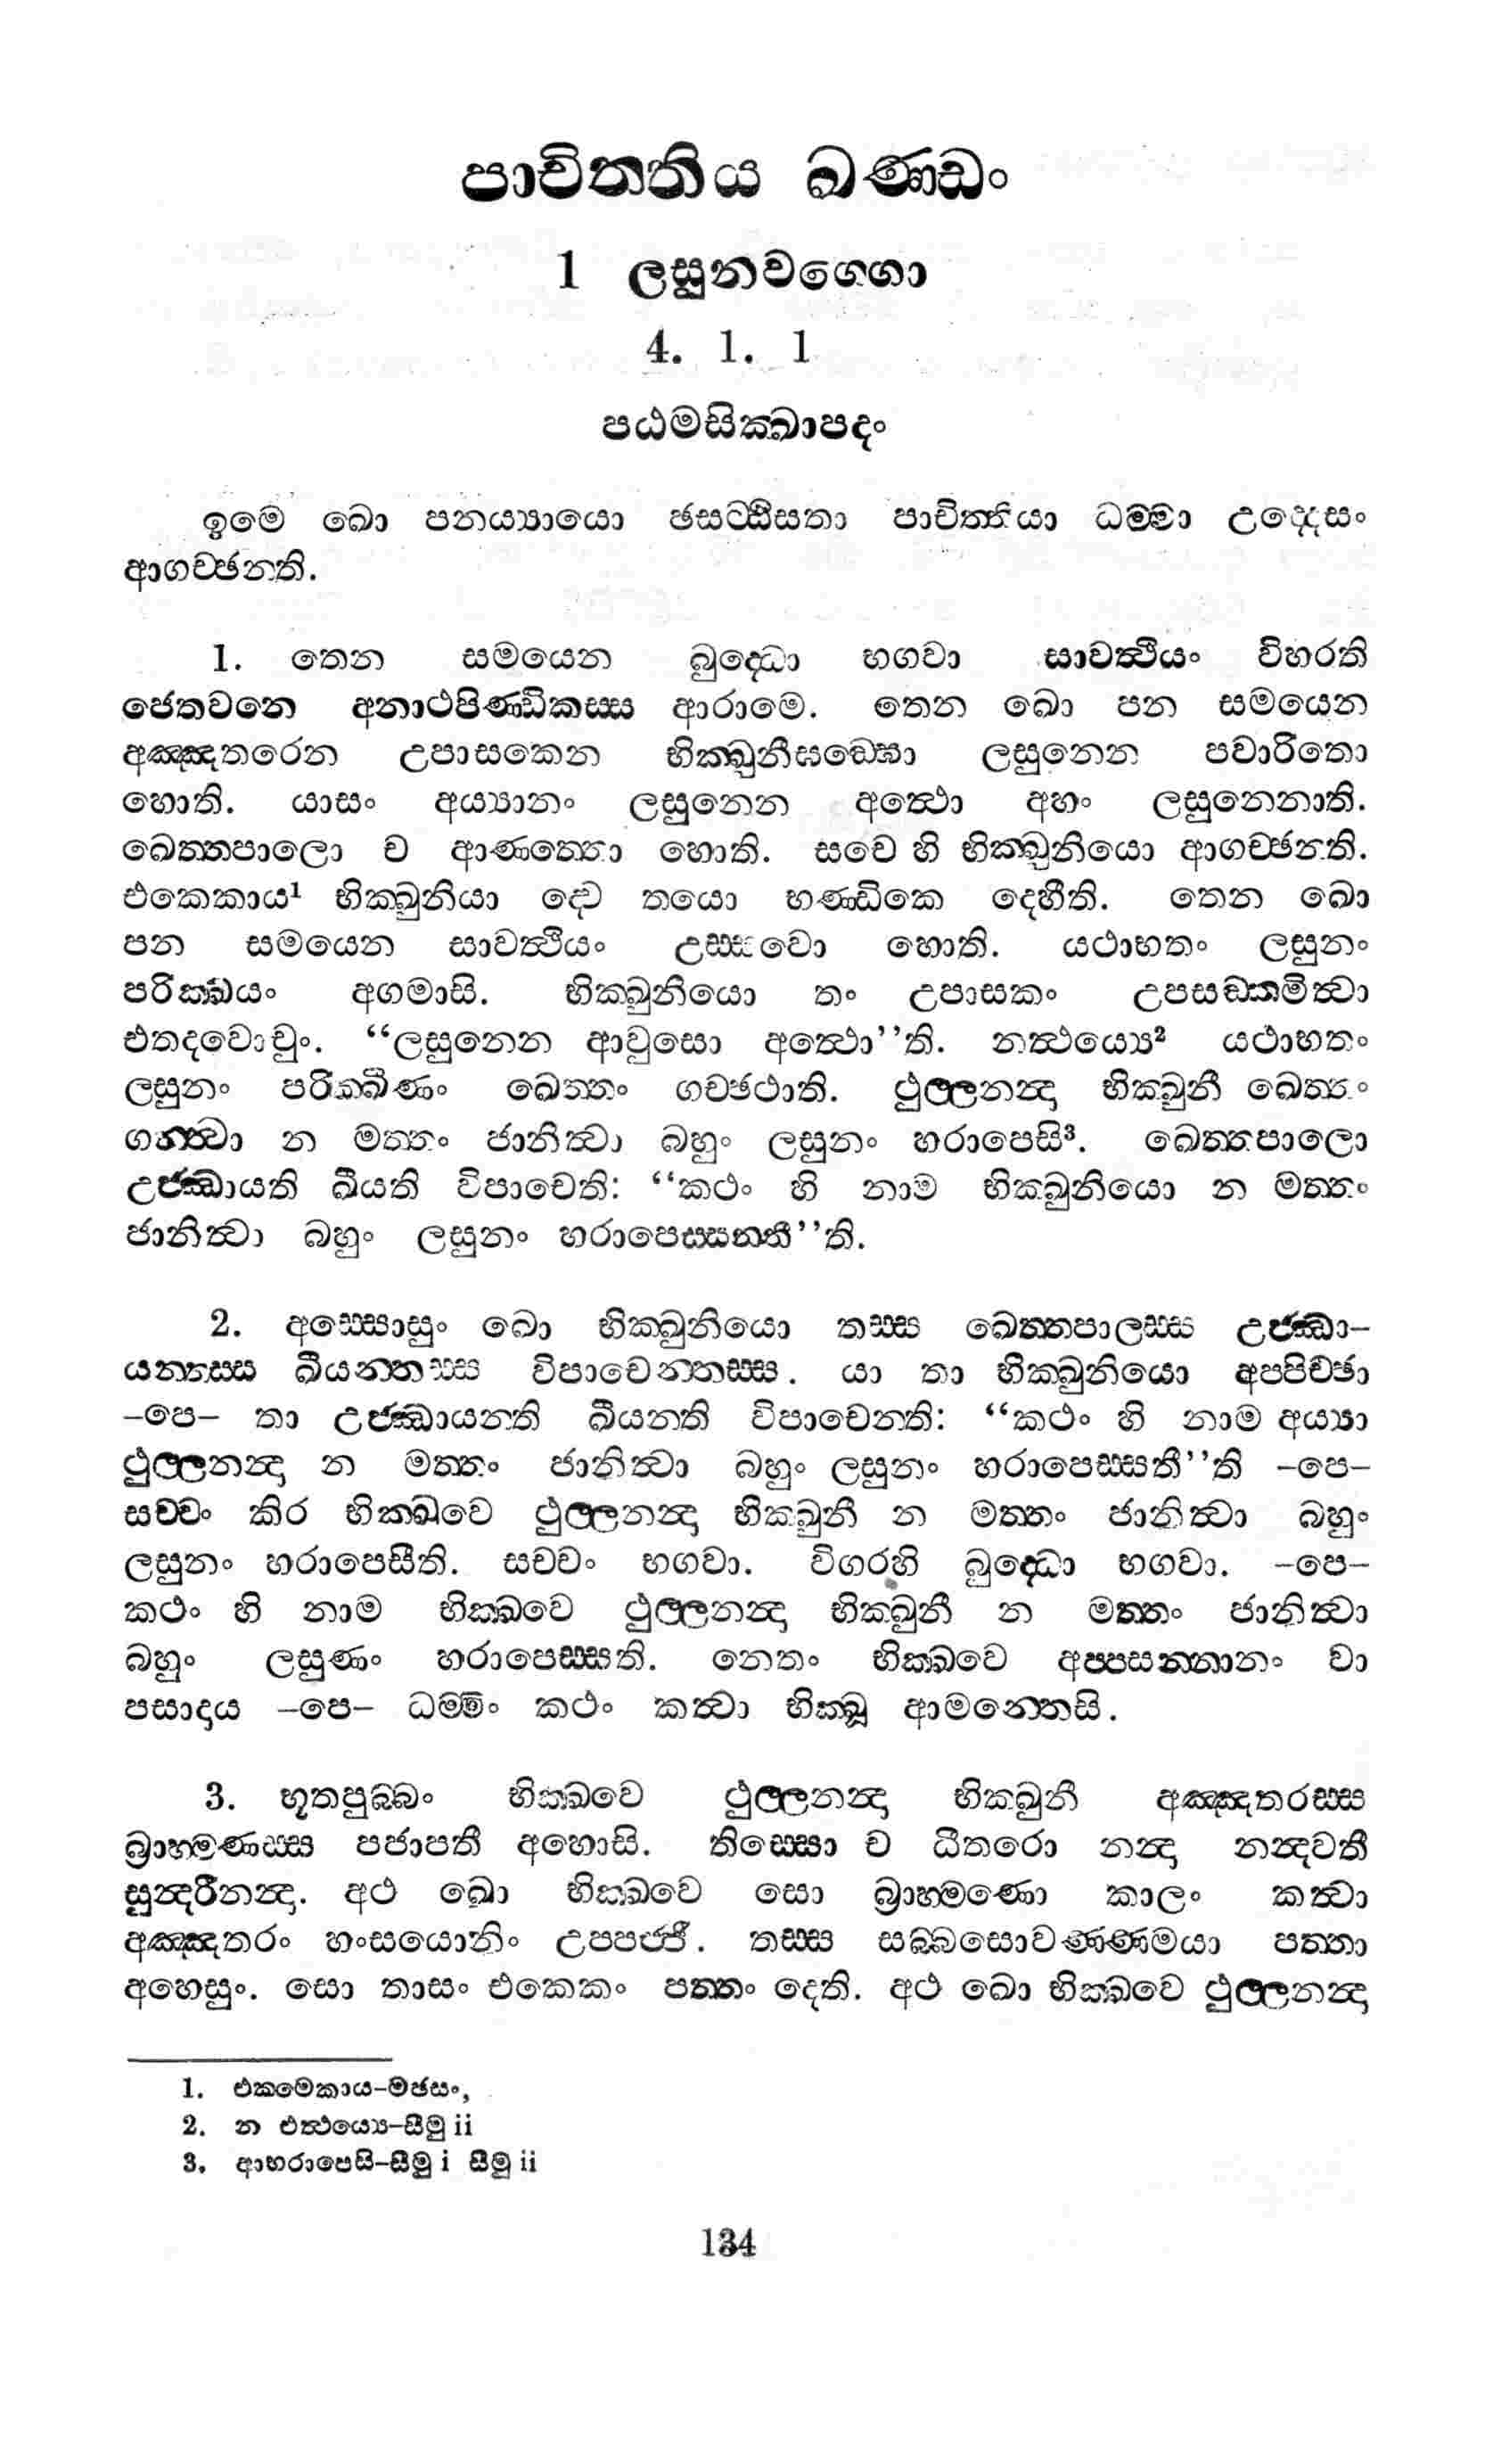 පාචිත්තිය ඛණ්ඩං
1 ලසුනවග්ගො
4. 1. 1
පඨමසික්ඛාපදං
ඉමෙ ඛො පනය්‍යායො ඡසට්ඨිසතා පාචිත්තියා ධම්මා උද්දෙසං
ආගච්ඡන්ති.
1. තෙන සමයෙන බුද්ධො භගවා සාවත්‍ථියං විහරති
ජෙතවනෙ අනාථපිණ්ඩිකස්ස ආරාමෙ. තෙන ඛො පන සමයෙන
අඤ්ඤතරෙන උපාසකෙන භික්ඛුනීසඞ්ඝො ලසුනෙන පවාරිතො
හොති. යාසං අය්‍යානං ලසුනෙන අත්‍ථො අහං ලසුනෙනාති.
ඛෙත්තපාලො ච ආණත්තො හොති. සචෙ හි භික්ඛුනියො ආගච්ඡන්ති.
එකෙකාය¹ භික්ඛුනියා ද්වෙ තයො භණ්ඩිකෙ දෙහීති. තෙන ඛො
පන සමයෙන සාවත්‍ථියං උස්සවො හොති. යථාභතං ලසුනං
පරික්ඛයං අගමාසි. භික්ඛුනියො තං උපාසකං උපසඞ්කමිත්‍වා
එතදවොචුං. “ලසුනෙන ආවුසො අත්‍ථො’’ති. නත්‍ථය්‍යෙ² යථාභතං
ලසුනං පරික්ඛීණං ඛෙත්තං ගච්ඡථාති. ථුල්ලනන්‍දා භික්ඛුනී ඛෙත්තං
ගන්ත්‍වා න මත්තං ජානිත්‍වා බහුං ලසුනං හරාපෙසි³. ඛෙත්තපාලො
උජ්ඣායති ඛීයති විපාචෙති: “කථං හි නාම භික්ඛුනියො න මත්තං
ජානිත්‍වා බහුං ලසුනං හරාපෙස්සන්තී’’ති.
2. අස්සොසුං ඛො භික්ඛුනියො තස්ස ඛෙත්තපාලස්ස උජ්ඣා–
යන්තස්ස ඛීයන්තස්ස විපාචෙන්තස්ස. යා තා භික්ඛුනියො අප්පිච්ඡා
–පෙ– තා උජ්ඣායන්ති ඛීයන්ති විපාචෙන්ති: “කථං හි නාම අය්‍යා
ථුල්ලනන්‍දා න මත්තං ජානිත්‍වා බහුං ලසුනං හරාපෙස්සතී’’ති –පෙ–
සච්චං කිර භික්ඛවෙ ථුල්ලනන්‍දා භික්ඛුනී න මත්තං ජානිත්‍වා බහුං
ලසුනං හරාපෙසීති. සච්චං භගවා. විගරහි බුද්ධො භගවා. –පෙ–
කථං හි නාම භික්ඛවෙ ථුල්ලනන්‍දා භික්ඛුනී න මත්තං ජානිත්‍වා
බහුං ලසුණං හරාපෙස්සති. නෙතං භික්ඛවෙ අප්පසන්නානං වා
පසාදාය –පෙ– ධම්මිං කථං කත්‍වා භික්ඛූ ආමන්තෙසි.
3. භූතපුබ්බං භික්ඛවෙ ථුල්ලනන්‍දා භික්ඛුනී අඤ්ඤතරස්ස
බ්‍රාහ්මණස්ස පජාපතී අහොසි. තිස්සො ච ධීතරො නන්‍දා නන්‍දවතී
සුන්‍දරීනන්‍දා. අථ ඛො භික්ඛවෙ සො බ්‍රාහ්මණො කාලං කත්‍වා
අඤ්ඤතරං හංසයොනිං උපපජ්ජි. තස්ස සබ්බසොවණ්ණමයා පත්තා
අහෙසුං. සො තාසං එකෙකං පත්තං දෙති. අථ ඛො භික්ඛවෙ ථුල්ලනන්‍දා
1. එකමෙකාය–මඡසං,
2. න එත්‍ථය්‍යෙ–සීමු ii
3. ආහරාපෙසි–සීමු i සීමු ii
134